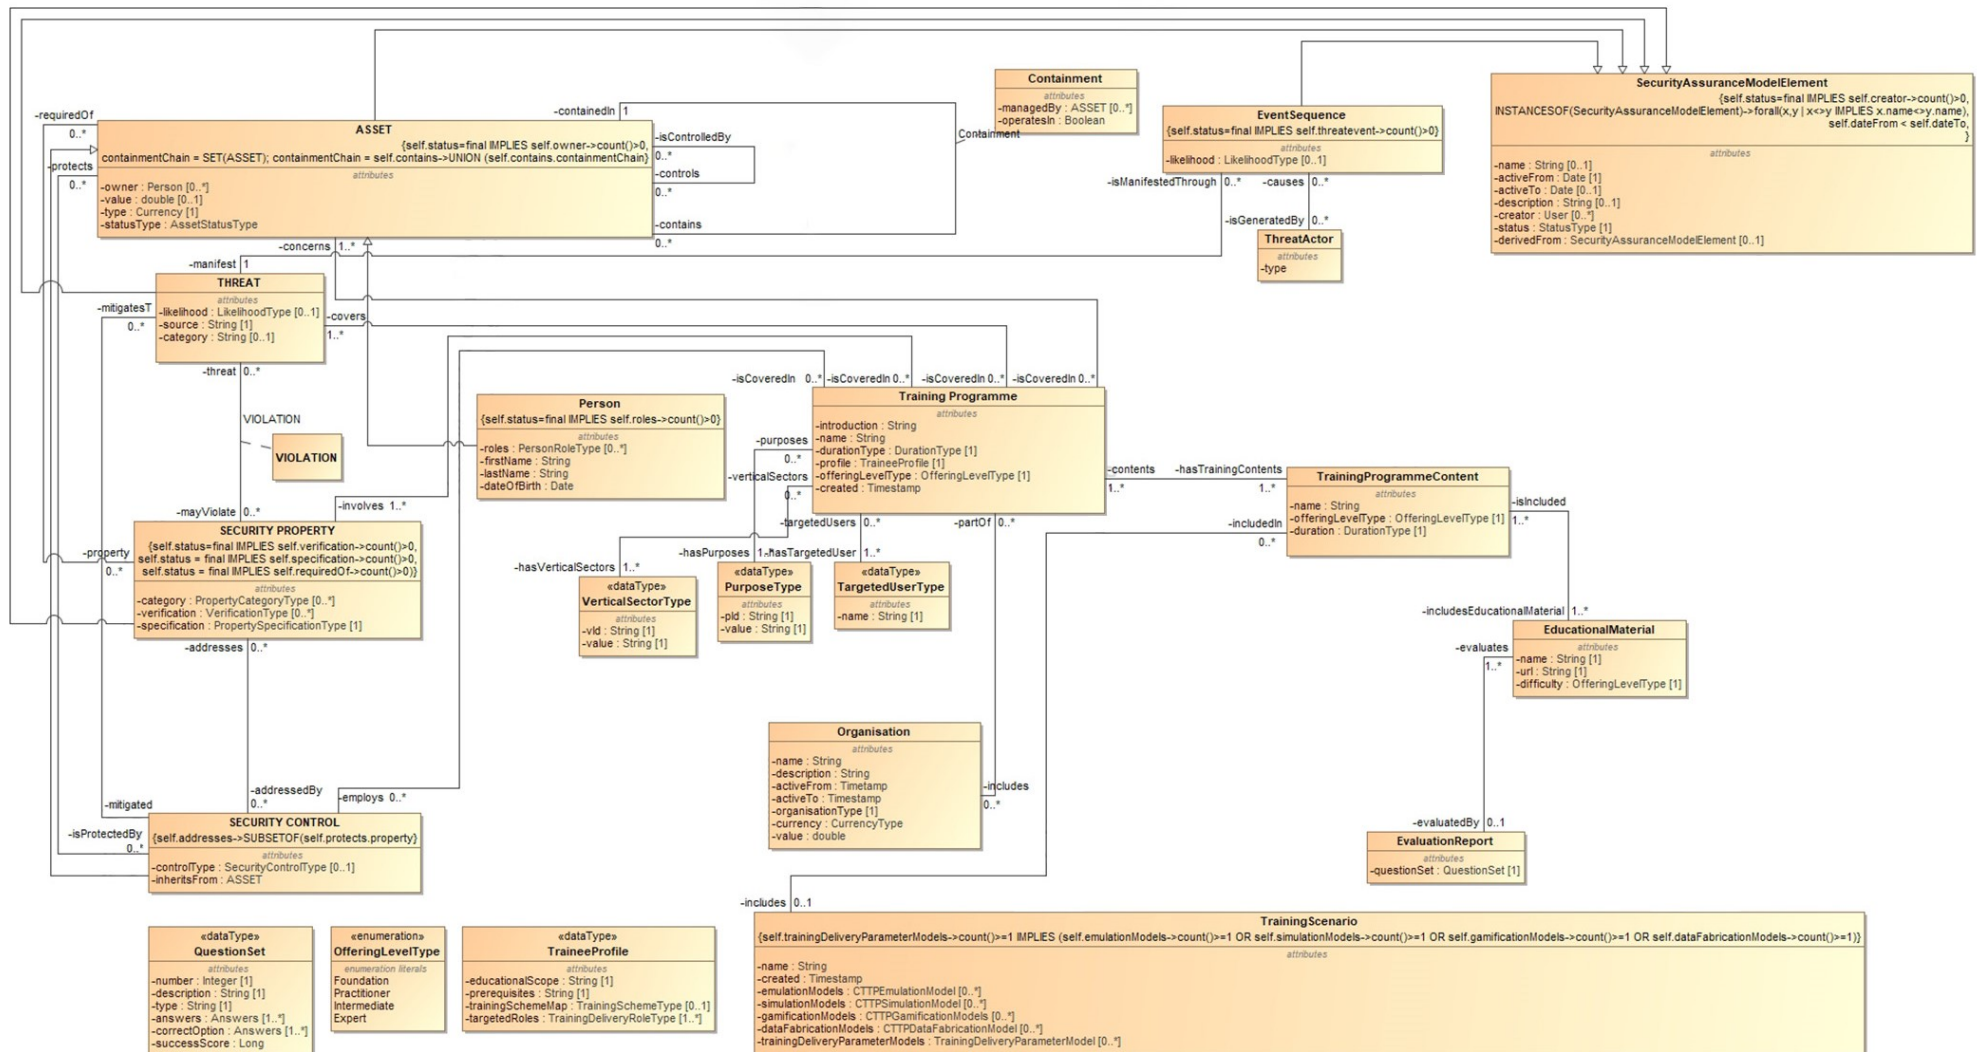 Containment
attributes
-managedBy : ASSET [0..*]
-operatesIn : Boolean
SecurityAssuranceModelElement
{self.status=final IMPLIES self.creator->count()>0,
INSTANCESOF(SecurityAssuranceModelElement)->forall(x,y | x<>y IMPLIES x.name<>y.name),
self.dateFrom < self.dateTo,
}
attributes
-name : String [0..1]
-activeFrom : Date [1]
-activeTo : Date [0..1]
-description : String [0..1]
-creator : User [0..*]
-status : StatusType [1]
-derivedFrom : SecurityAssuranceModelElement [0..1]
EventSequence
{self.status=final IMPLIES self.threatevent->count()>0}
attributes
-likelihood : LikelihoodType [0..1]
-isManifestedThrough 0..*
-causes 0..*
-isGeneratedBy 0..*
ThreatActor
attributes
-type
-requiredOf
0..*
-protects
0..*
-containedIn 1
ASSET
{self.status=final IMPLIES self.owner->count()>0,
containmentChain = SET(ASSET); containmentChain = self.contains->UNION (self.contains.containmentChain}
attributes
-owner : Person [0..*]
-value : double [0..1]
-type : Currency [1]
-statusType : AssetStatusType
-isControlledBy
0..*
-controls
0..*
-contains
0..*
Containment
-concerns 1..*
-manifest 1
THREAT
attributes
-likelihood : LikelihoodType [0..1]
-source : String [1]
-category : String [0..1]
-mitigatesT
0..*
-covers
1..*
-threat 0..*
VIOLATION
VIOLATION
-mayViolate 0..*
-involves 1..*
Person
{self.status=final IMPLIES self.roles->count()>0}
attributes
-roles : PersonRoleType [0..*]
-firstName : String
-lastName : String
-dateOfBirth : Date
-isCoveredIn 0..*
-isCoveredIn 0..*
-isCoveredIn 0..*
-isCoveredIn 0..*
Training Programme
attributes
-introduction : String
-name : String
-durationType : DurationType [1]
-profile : TraineeProfile [1]
-offeringLevelType : OfferingLevelType [1]
-created : Timestamp
-purposes
0..*
-verticalSectors
0..*
-targetedUsers 0..*
-partOf 0..*
-contents
1..*
-hasTrainingContents
1..*
TrainingProgrammeContent
attributes
-name : String
-offeringLevelType : OfferingLevelType [1]
-duration : DurationType [1]
-isIncluded
1..*
-includedIn
0..*
SECURITY PROPERTY
{self.status=final IMPLIES self.verification->count()>0,
self.status = final IMPLIES self.specification->count()>0,
self.status = final IMPLIES self.requiredOf->count()>0)}
attributes
-category : PropertyCategoryType [0..*]
-verification : VerificationType [0..*]
-specification : PropertySpecificationType [1]
-property
0..*
-addresses 0..*
-hasVerticalSectors 1..*
-hasPurposes 1..*
-hasTargetedUser 1..*
«dataType»
VerticalSectorType
attributes
-vId : String [1]
-value : String [1]
«dataType»
PurposeType
attributes
-pId : String [1]
-value : String [1]
«dataType»
TargetedUserType
attributes
-name : String [1]
-includesEducationalMaterial 1..*
EducationalMaterial
attributes
-name : String [1]
-url : String [1]
-difficulty : OfferingLevelType [1]
-evaluates
1..*
Organisation
attributes
-name : String
-description : String
-activeFrom : Timetamp
-activeTo : Timestamp
-organisationType [1]
-currency : CurrencyType
-value : double
-includes
0..*
-evaluatedBy 0..1
EvaluationReport
attributes
-questionSet : QuestionSet [1]
-addressedBy
0..*
-employs 0..*
-mitigated
-isProtectedBy
0..*
SECURITY CONTROL
{self.addresses->SUBSETOF(self.protects.property}
attributes
-controlType : SecurityControlType [0..1]
-inheritsFrom : ASSET
-includes 0..1
TrainingScenario
{self.trainingDeliveryParameterModels->count()>=1 IMPLIES (self.emulationModels->count()>=1 OR self.simulationModels->count()>=1 OR self.gamificationModels->count()>=1 OR self.dataFabricationModels->count()>=1)}
attributes
-name : String
-created : Timestamp
-emulationModels : CTTPEmulationModel [0..*]
-simulationModels : CTTPSimulationModel [0..*]
-gamificationModels : CTTPGamificationModels [0..*]
-dataFabricationModels : CTTPDataFabricationModel [0..*]
-trainingDeliveryParameterModels : TrainingDeliveryParameterModel [0..*]
«dataType»
QuestionSet
attributes
-number : Integer [1]
-description : String [1]
-type : String [1]
-answers : Answers [1..*]
-correctOption : Answers [1..*]
-successScore : Long
«enumeration»
OfferingLevelType
enumeration literals
Foundation
Practitioner
Intermediate
Expert
«dataType»
TraineeProfile
attributes
-educationalScope : String [1]
-prerequisites : String [1]
-trainingSchemeMap : TrainingSchemeType [0..1]
-targetedRoles : TrainingDeliveryRoleType [1..*]